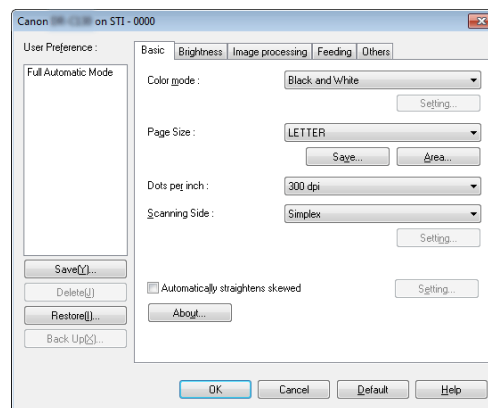 Canon on STI - 0000
User Preference :
Full Automatic Mode
Save(Y)...
Delete(J)
Restore(I)...
Back Up(X)...
Basic
Brightness
Image processing
Feeding
Others
Color mode :
Black and White
Setting...
Page Size :
LETTER
Save...
Area...
Dots per inch :
300 dpi
Scanning Side :
Simplex
Setting...
Automatically straightens skewed
Setting...
About...
OK
Cancel
Default
Help